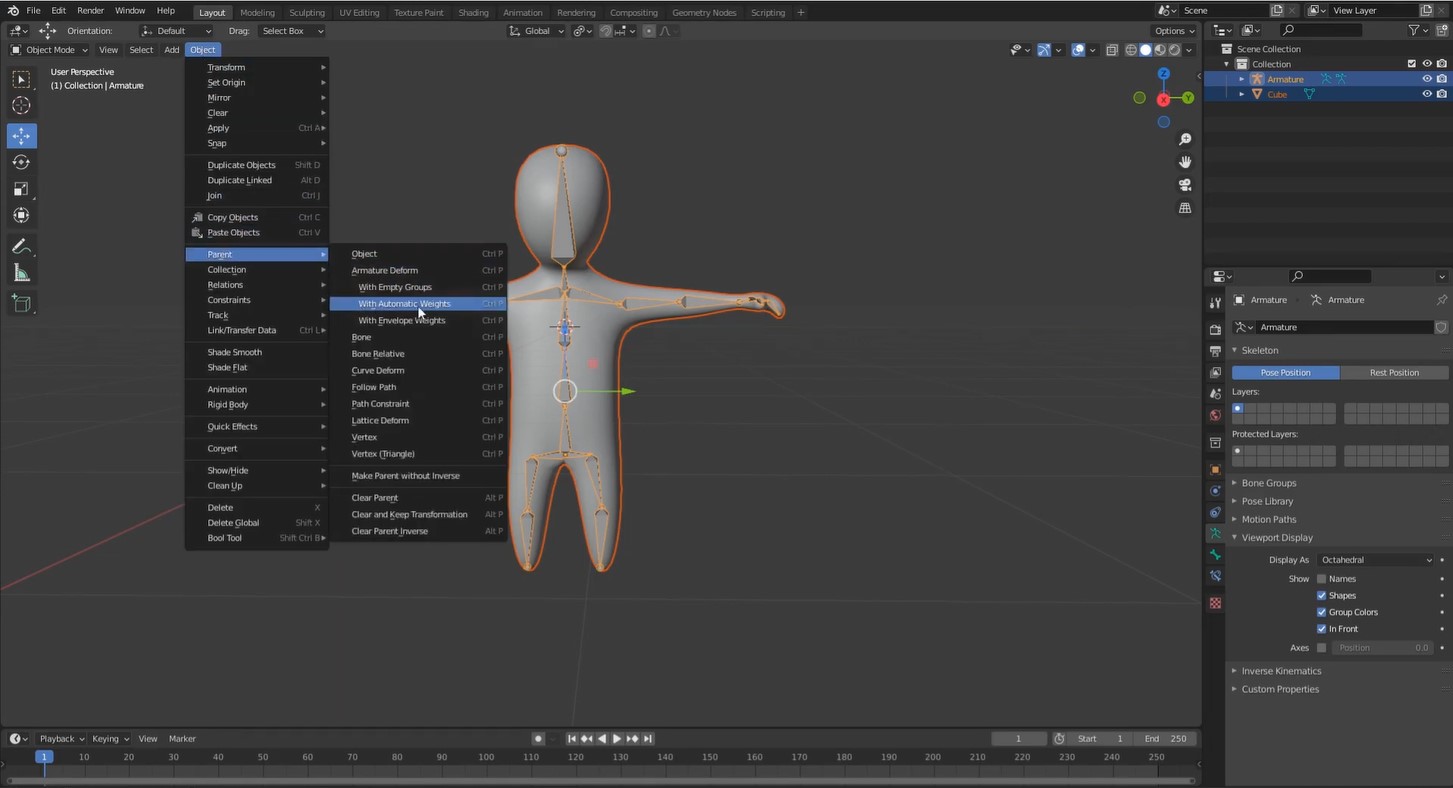 File Edit Render Window Help Layout Modeling Sculpting UV Editing Texture Paint Shading Animation Rendering Compositing Geometry Nodes Scripting + Scene View Layer
Orientation: Default Drag: Select Box Global Options
Object Mode View Select Add Object
User Perspective
(1) Collection | Armature
Transform
Set Origin
Mirror
Clear
Apply Ctrl A
Snap
Duplicate Objects Shift D
Duplicate Linked Alt D
Join Ctrl J
Copy Objects Ctrl C
Paste Objects Ctrl V
Parent
Collection
Relations
Constraints
Track
Link/Transfer Data Ctrl L
Shade Smooth
Shade Flat
Animation
Rigid Body
Quick Effects
Convert
Show/Hide
Clean Up
Delete X
Delete Global Shift X
Bool Tool Shift Ctrl B
Object Ctrl P
Armature Deform Ctrl P
With Empty Groups Ctrl P
With Automatic Weights Ctrl P
With Envelope Weights Ctrl P
Bone Ctrl P
Bone Relative Ctrl P
Curve Deform Ctrl P
Follow Path Ctrl P
Path Constraint Ctrl P
Lattice Deform Ctrl P
Vertex Ctrl P
Vertex (Triangle) Ctrl P
Make Parent without Inverse
Clear Parent Alt P
Clear and Keep Transformation Alt P
Clear Parent Inverse Alt P
Z
X
Y
Scene Collection
Collection
Armature
Cube
Armature Armature
Armature
Skeleton
Pose Position Rest Position
Layers:
Protected Layers:
Bone Groups
Pose Library
Motion Paths
Viewport Display
Display As Octahedral
Show Names
Shapes
Group Colors
In Front
Axes Position 0.0
Inverse Kinematics
Custom Properties
Playback Keying View Marker 1 Start 1 End 250
1 10 20 30 40 50 60 70 80 90 100 110 120 130 140 150 160 170 180 190 200 210 220 230 240 250